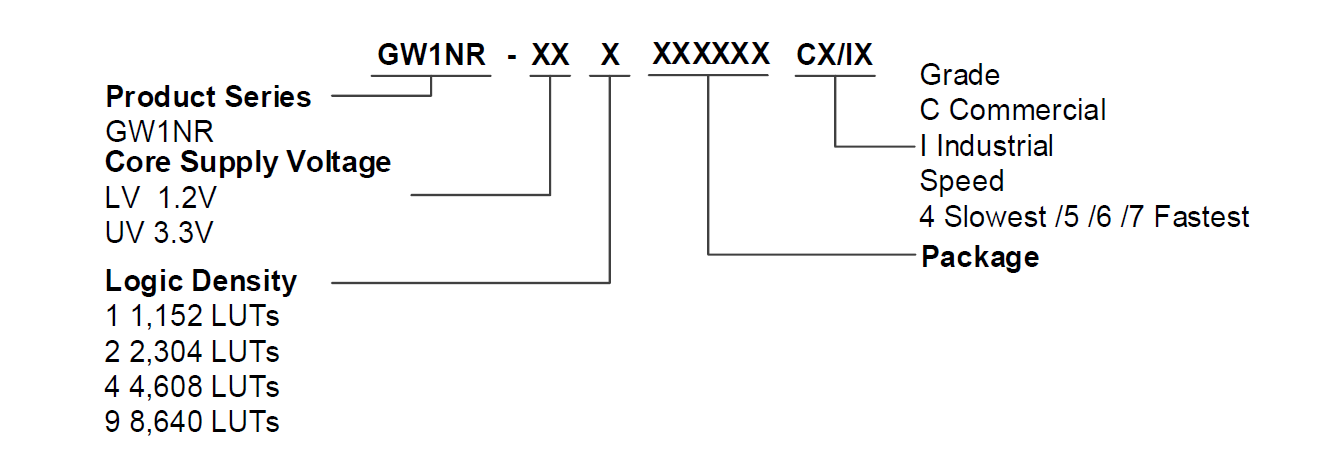 GW1NR - XX X XXXXXX CX/IX
Product Series
GW1NR
Core Supply Voltage
LV 1.2V
UV 3.3V
Logic Density
1 1,152 LUTs
2 2,304 LUTs
4 4,608 LUTs
9 8,640 LUTs
Grade
C Commercial
I Industrial
Speed
4 Slowest /5 /6 /7 Fastest
Package